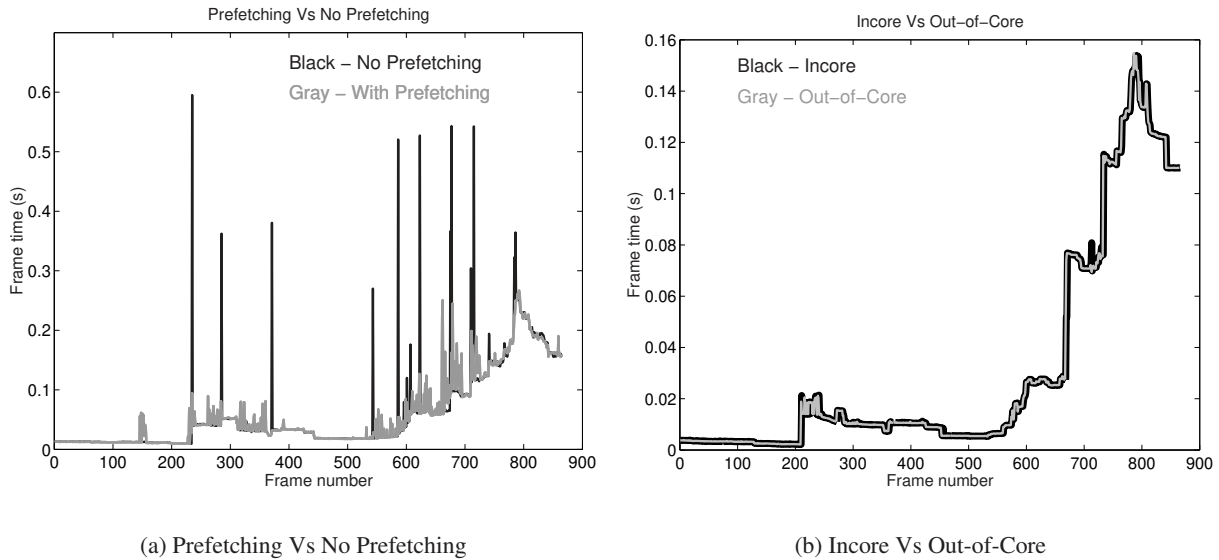 Prefetching Vs No Prefetching
Black − No Prefetching
Gray − With Prefetching
Frame time (s)
0.6
0.5
0.4
0.3
0.2
0.1
0
0 100 200 300 400 500 600 700 800 900
Frame number
(a) Prefetching Vs No Prefetching
Incore Vs Out−of−Core
Black − Incore
Gray − Out−of−Core
Frame time (s)
0.16
0.14
0.12
0.10
0.08
0.06
0.04
0.02
0
0 100 200 300 400 500 600 700 800 900
Frame number
(b) Incore Vs Out-of-Core